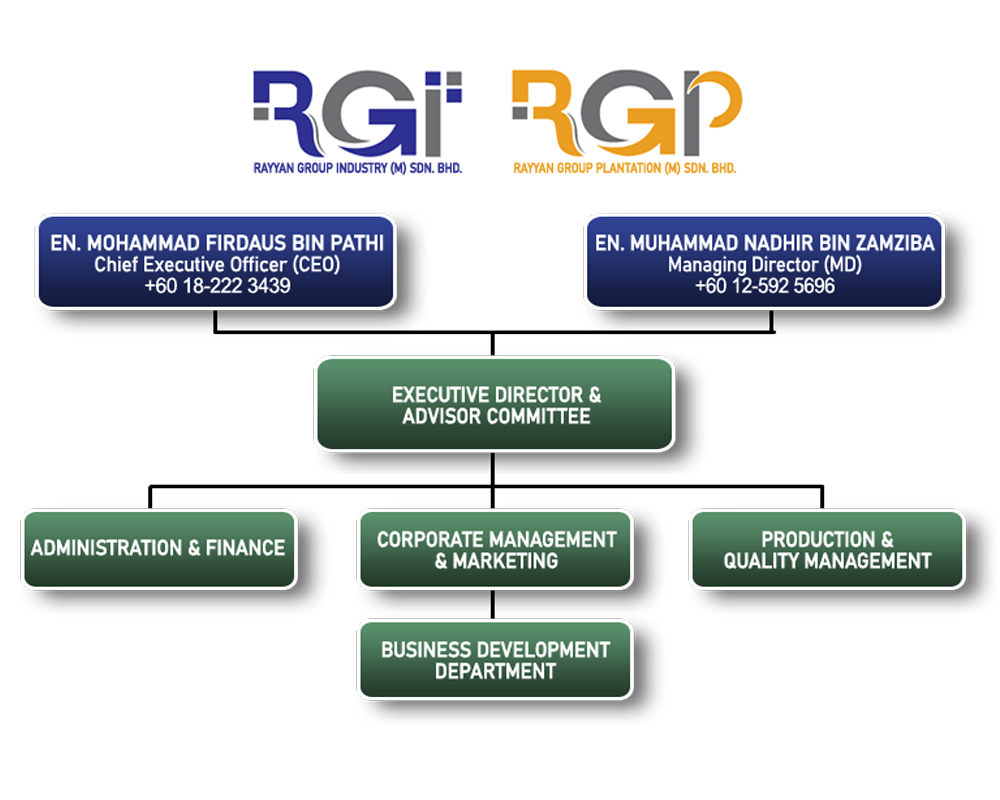 RGI
RGP
RAYYAN GROUP INDUSTRY (M) SDN. BHD.
RAYYAN GROUP PLANTATION (M) SDN. BHD.
EN. MOHAMMAD FIRDAUS BIN PATHI
Chief Executive Officer (CEO)
+60 18-222 3439
EN. MUHAMMAD NADHIR BIN ZAMZIBA
Managing Director (MD)
+60 12-592 5696
EXECUTIVE DIRECTOR &
ADVISOR COMMITTEE
ADMINISTRATION & FINANCE
CORPORATE MANAGEMENT
& MARKETING
PRODUCTION &
QUALITY MANAGEMENT
BUSINESS DEVELOPMENT
DEPARTMENT